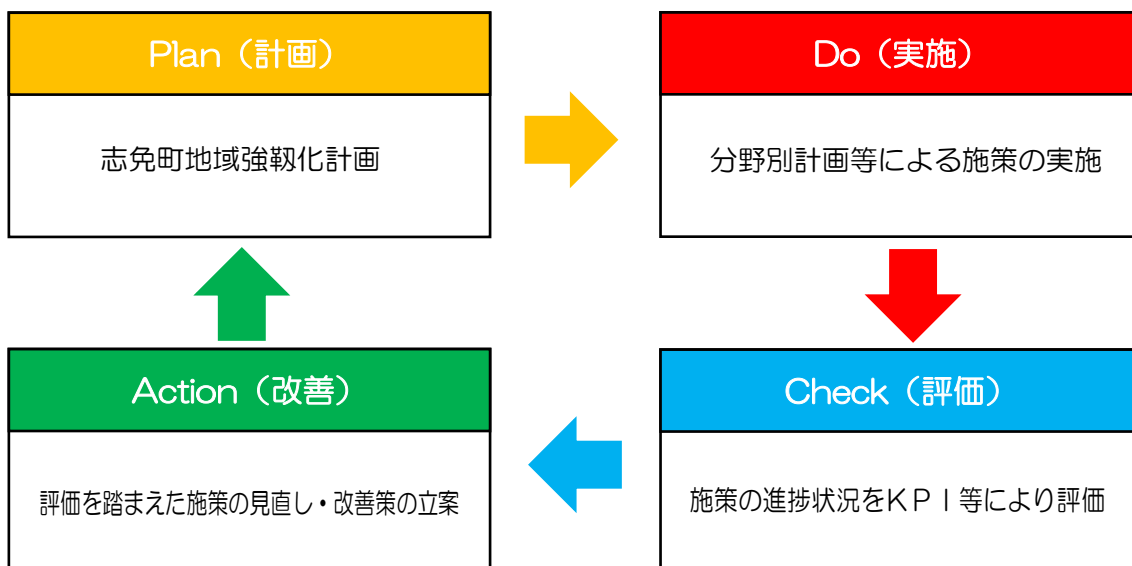 Plan（計画）
志免町地域強靱化計画
Do（実施）
分野別計画等による施策の実施
Action（改善）
評価を踏まえた施策の見直し・改善策の立案
Check（評価）
施策の進捗状況をＫＰＩ等により評価